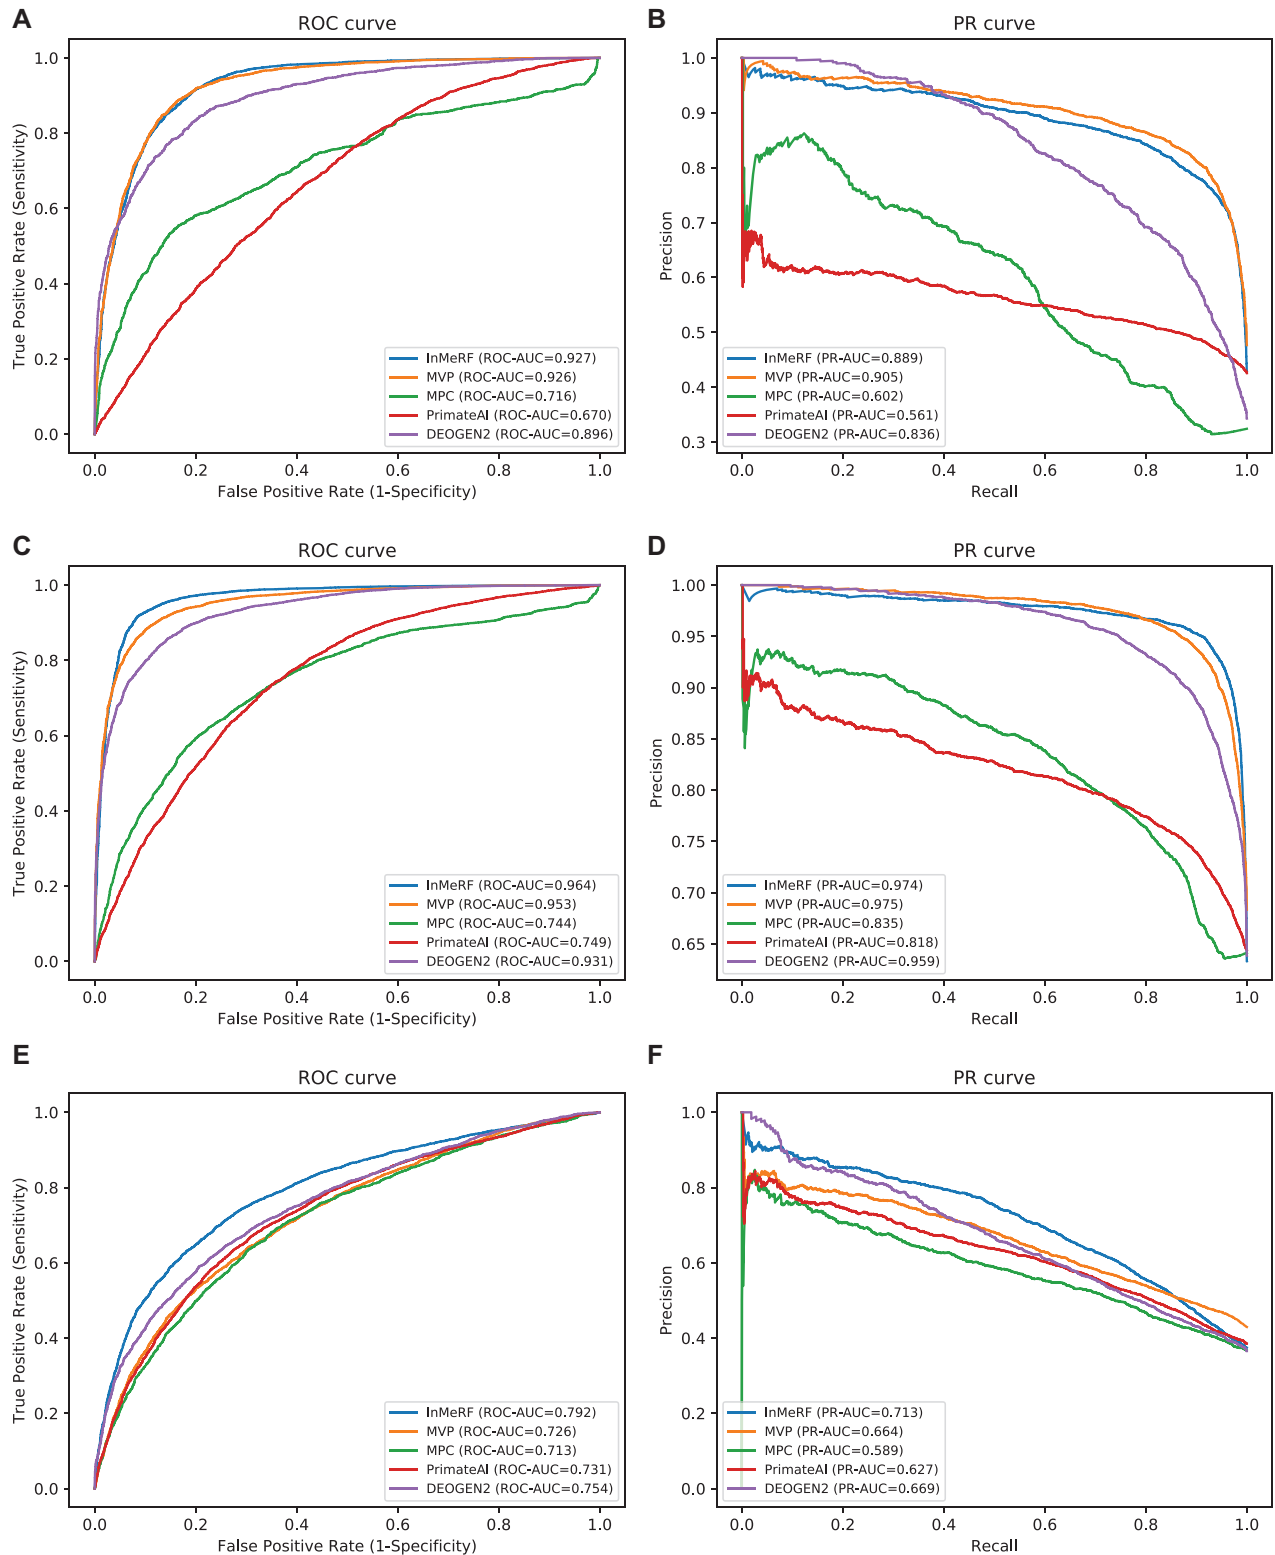 A
ROC curve
1.0
0.8
0.6
0.4
0.2
0.0
True Positive Rrate (Sensitivity)
InMeRF (ROC-AUC=0.927)
MVP (ROC-AUC=0.926)
MPC (ROC-AUC=0.716)
PrimateAI (ROC-AUC=0.670)
DEOGEN2 (ROC-AUC=0.896)
0.0 0.2 0.4 0.6 0.8 1.0
False Positive Rate (1-Specificity)
B
PR curve
1.0
0.9
0.8
0.7
0.6
0.5
0.4
0.3
Precision
InMeRF (PR-AUC=0.889)
MVP (PR-AUC=0.905)
MPC (PR-AUC=0.602)
PrimateAI (PR-AUC=0.561)
DEOGEN2 (PR-AUC=0.836)
0.0 0.2 0.4 0.6 0.8 1.0
Recall
C
ROC curve
1.0
0.8
0.6
0.4
0.2
0.0
True Positive Rrate (Sensitivity)
InMeRF (ROC-AUC=0.964)
MVP (ROC-AUC=0.953)
MPC (ROC-AUC=0.744)
PrimateAI (ROC-AUC=0.749)
DEOGEN2 (ROC-AUC=0.931)
0.0 0.2 0.4 0.6 0.8 1.0
False Positive Rate (1-Specificity)
D
PR curve
1.00
0.95
0.90
0.85
0.80
0.75
0.70
0.65
Precision
InMeRF (PR-AUC=0.974)
MVP (PR-AUC=0.975)
MPC (PR-AUC=0.835)
PrimateAI (PR-AUC=0.818)
DEOGEN2 (PR-AUC=0.959)
0.0 0.2 0.4 0.6 0.8 1.0
Recall
E
ROC curve
1.0
0.8
0.6
0.4
0.2
0.0
True Positive Rrate (Sensitivity)
InMeRF (ROC-AUC=0.792)
MVP (ROC-AUC=0.726)
MPC (ROC-AUC=0.713)
PrimateAI (ROC-AUC=0.731)
DEOGEN2 (ROC-AUC=0.754)
0.0 0.2 0.4 0.6 0.8 1.0
False Positive Rate (1-Specificity)
F
PR curve
1.0
0.8
0.6
0.4
0.2
0.0
Precision
InMeRF (PR-AUC=0.713)
MVP (PR-AUC=0.664)
MPC (PR-AUC=0.589)
PrimateAI (PR-AUC=0.627)
DEOGEN2 (PR-AUC=0.669)
0.0 0.2 0.4 0.6 0.8 1.0
Recall